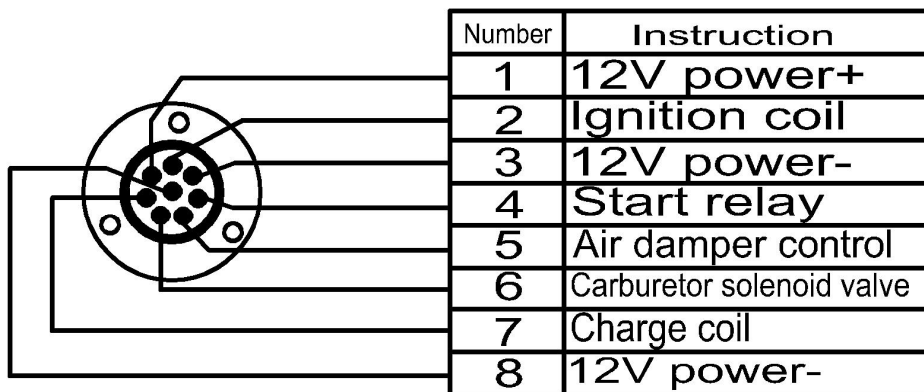 Number Instruction
1 12V power+
2 Ignition coil
3 12V power-
4 Start relay
5 Air damper control
6 Carburetor solenoid valve
7 Charge coil
8 12V power-